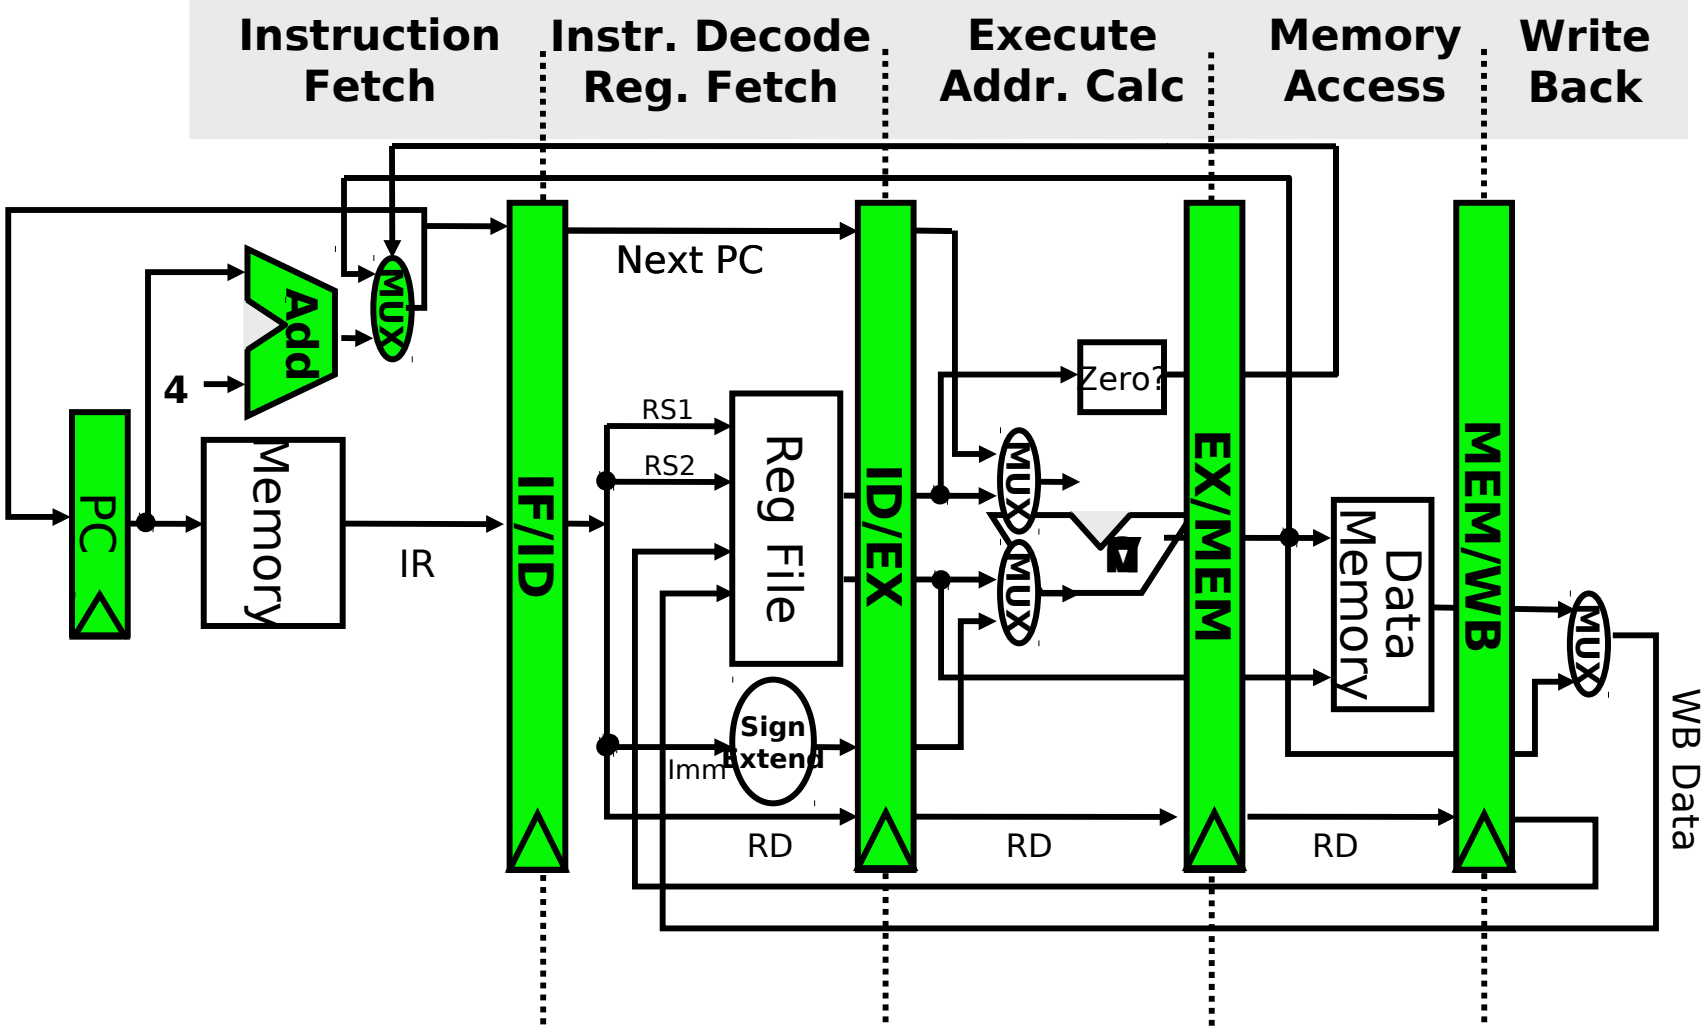 Instruction
Fetch
Instr. Decode
Reg. Fetch
Execute
Addr. Calc
Memory
Access
Write
Back
Next PC
MUX
Add
4
Zero?
RS1
RS2
PC
Memory
IR
IF/ID
Reg File
ID/EX
MUX
MUX
EX/MEM
Data
Memory
MEM/WB
MUX
WB Data
Sign
Extend
Imm
RD
RD
RD